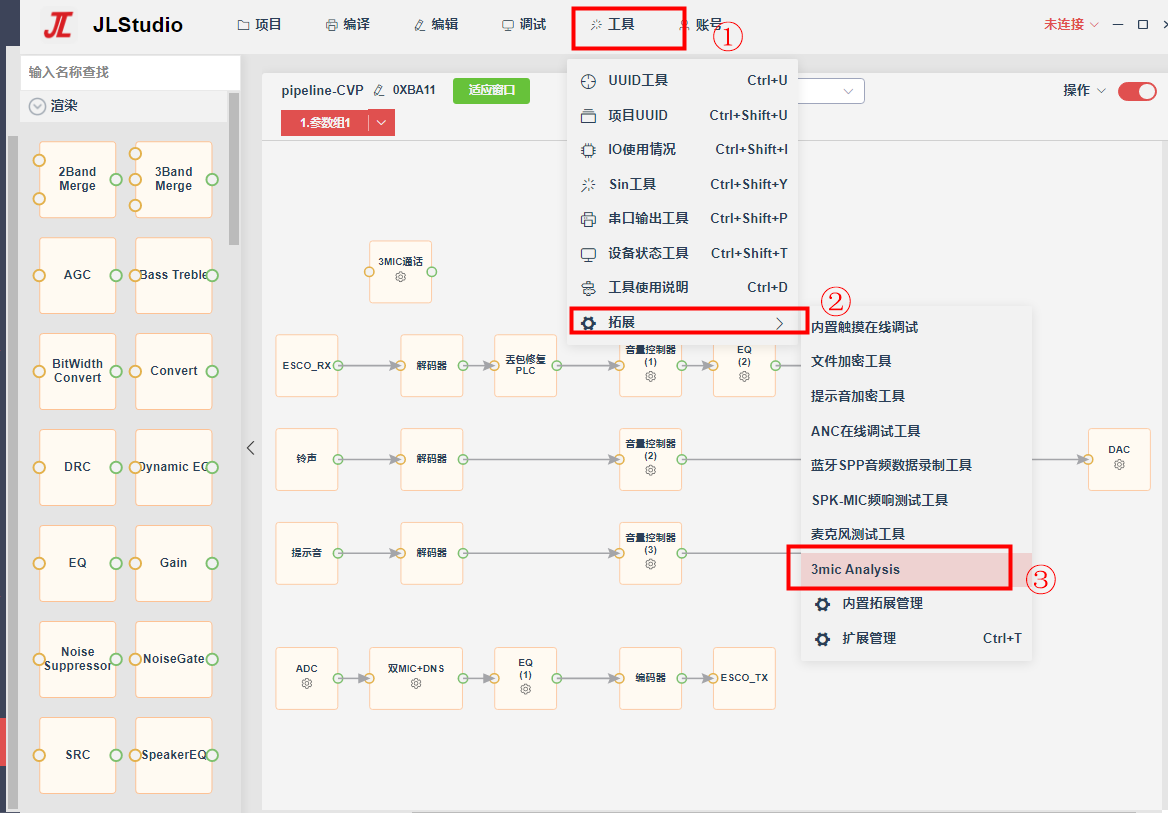 JL JLStudio
项目
编译
编辑
调试
工具
账号
①
未连接
输入名称查找
渲染
2Band
Merge
3Band
Merge
AGC
Bass Treble
BitWidth
Convert
Convert
DRC
Dynamic EQ
EQ
Gain
Noise
Suppressor
NoiseGate
SRC
SpeakerEQ
pipeline-CVP
0XBA11
适应窗口
操作
1.参数组1
UUID工具 Ctrl+U
项目UUID Ctrl+Shift+U
IO使用情况 Ctrl+Shift+I
Sin工具 Ctrl+Shift+Y
串口输出工具 Ctrl+Shift+P
设备状态工具 Ctrl+Shift+T
工具使用说明 Ctrl+D
②
拓展
内置触摸在线调试
文件加密工具
提示音加密工具
ANC在线调试工具
蓝牙SPP音频数据录制工具
SPK-MIC频响测试工具
麦克风测试工具
3mic Analysis
③
内置拓展管理
扩展管理 Ctrl+T
3MIC通话
ESCO_RX
解码器
丢包修复
PLC
音量控制器
(1)
EQ
(2)
铃声
解码器
音量控制器
(2)
DAC
提示音
解码器
音量控制器
(3)
ADC
双MIC+DNS
EQ
(1)
编码器
ESCO_TX